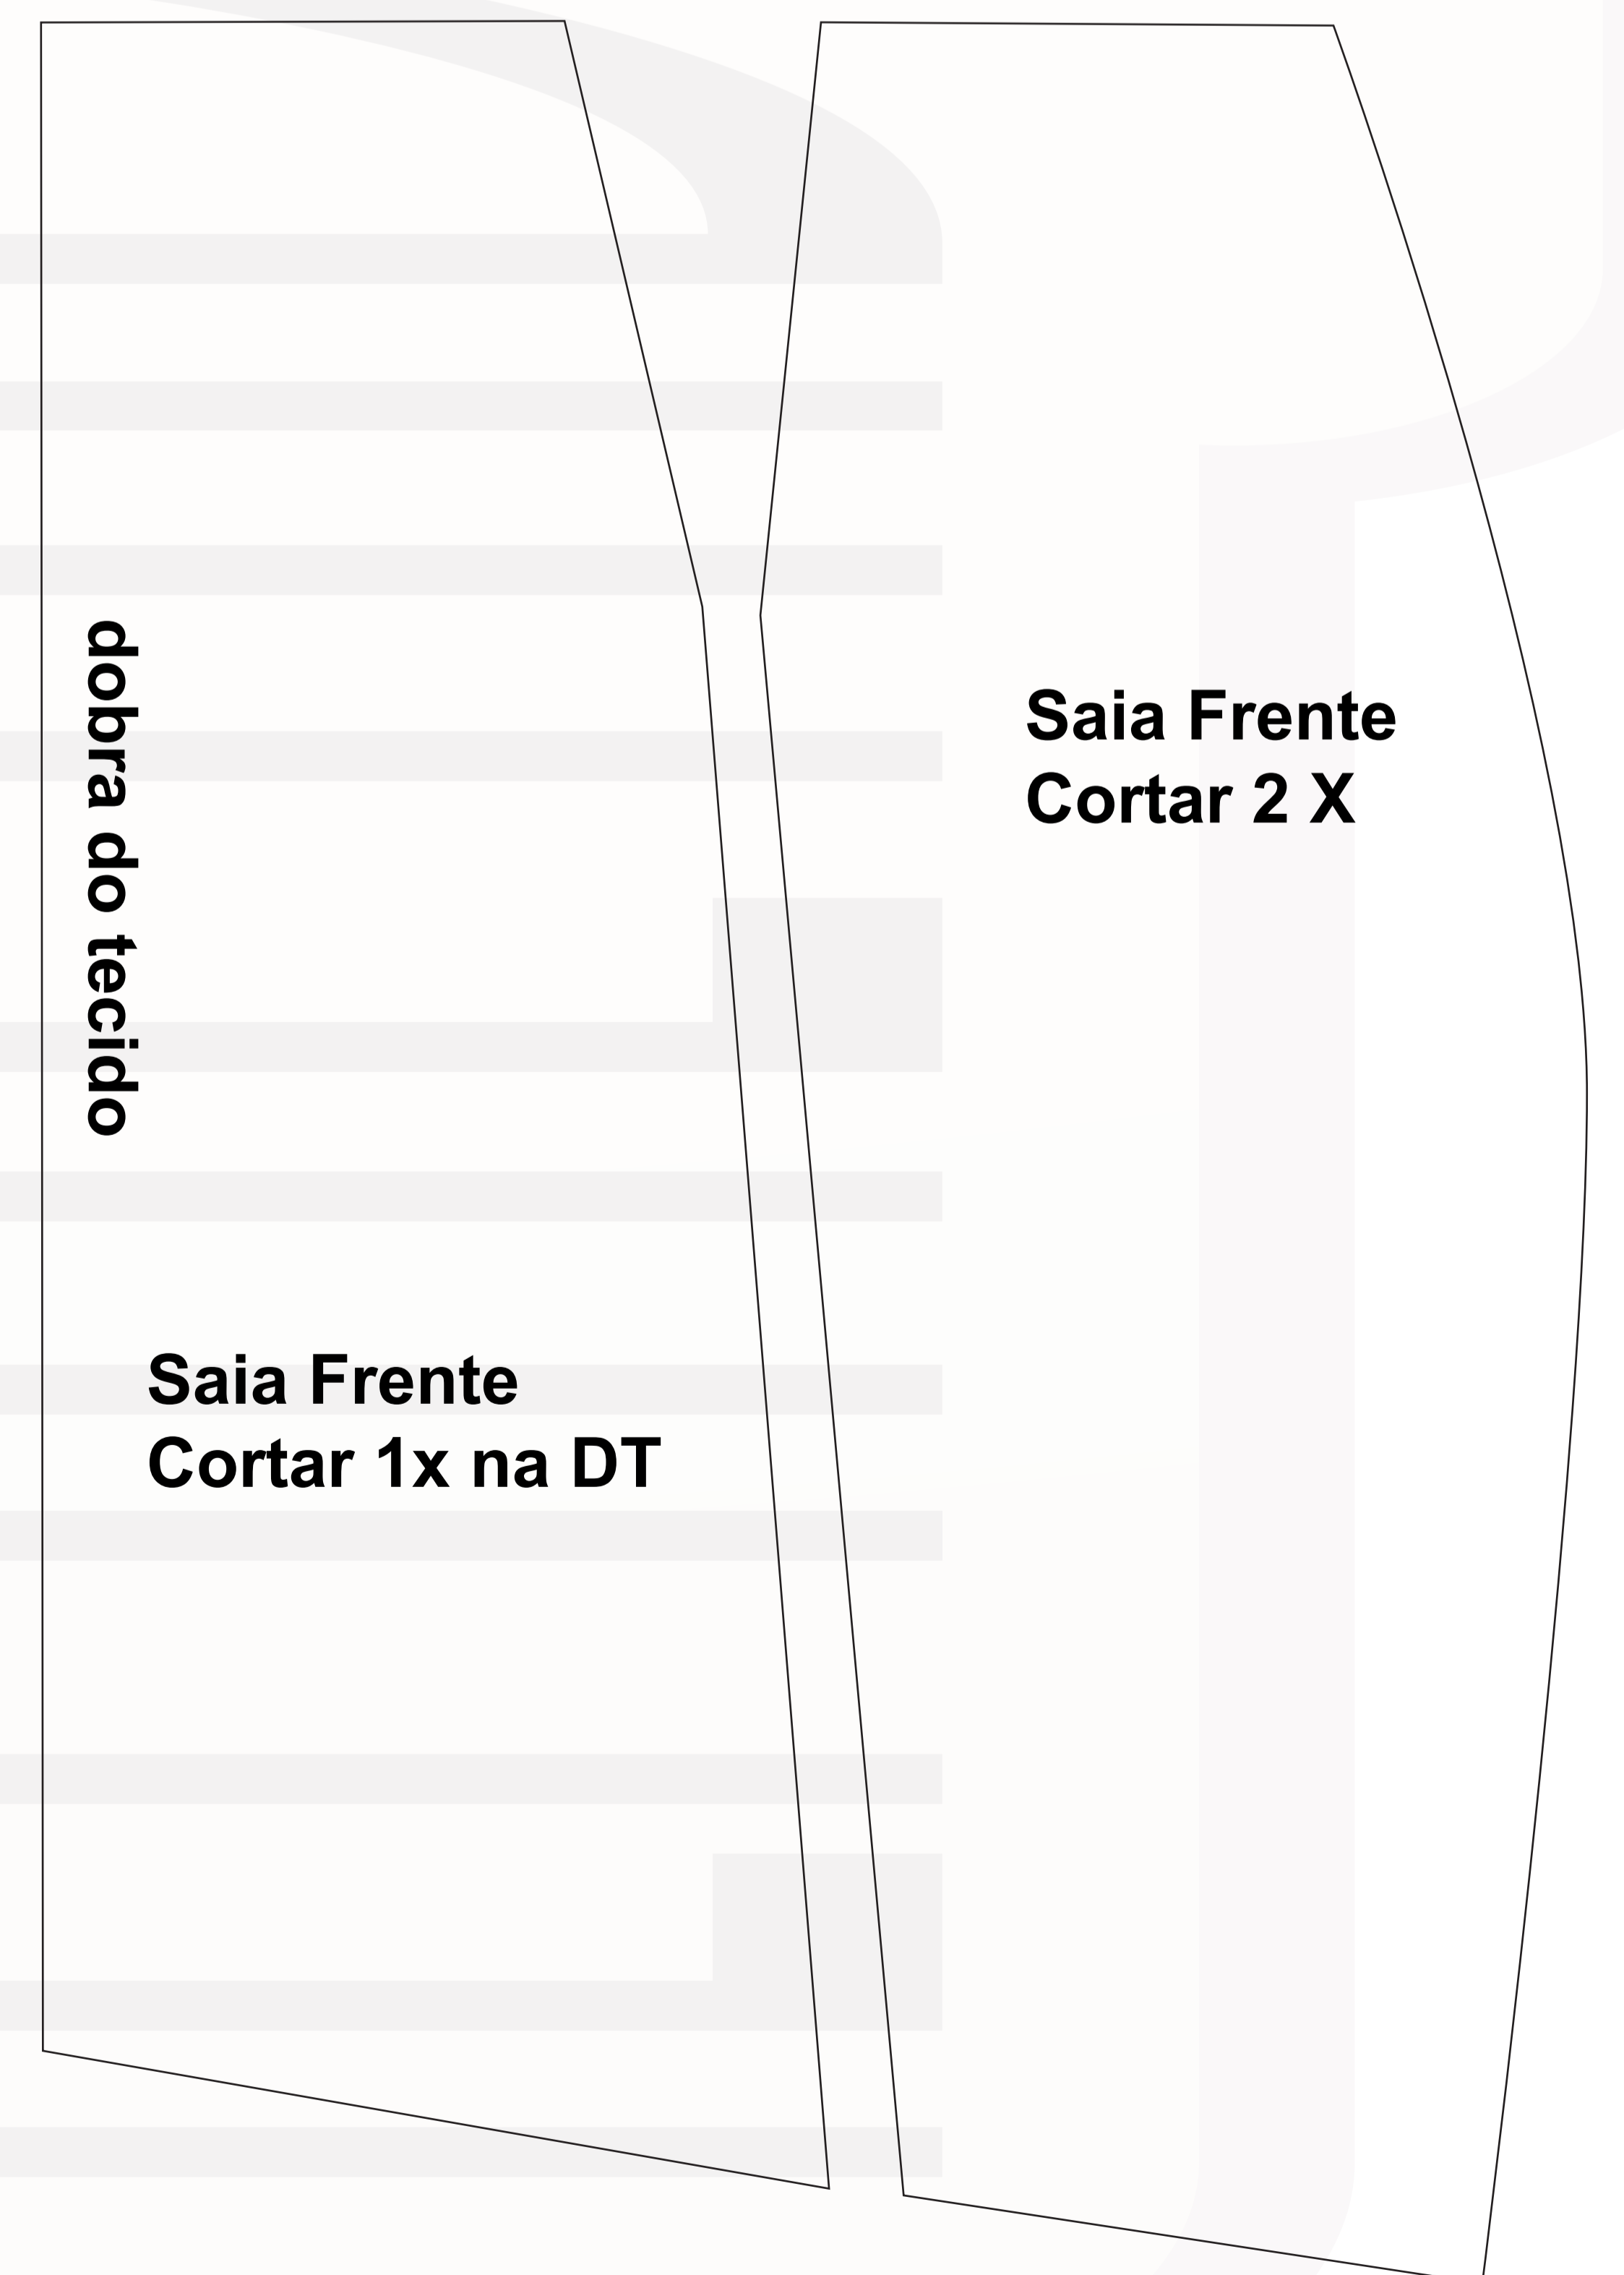 dobra do tecido
Saia Frente
Cortar 1x na DT
Saia Frente
Cortar 2 X